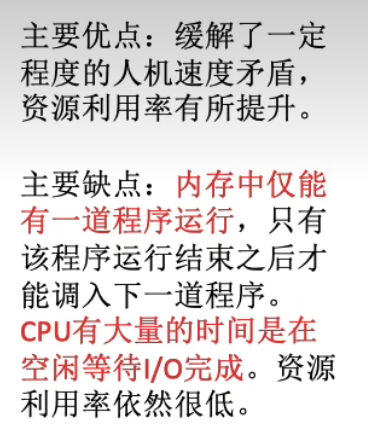 主要优点：缓解了一定
程度的人机速度矛盾，
资源利用率有所提升。
主要缺点：内存中仅能
有一道程序运行，只有
该程序运行结束之后才
能调入下一道程序。
CPU有大量的时间是在
空闲等待I/O完成。资源
利用率依然很低。